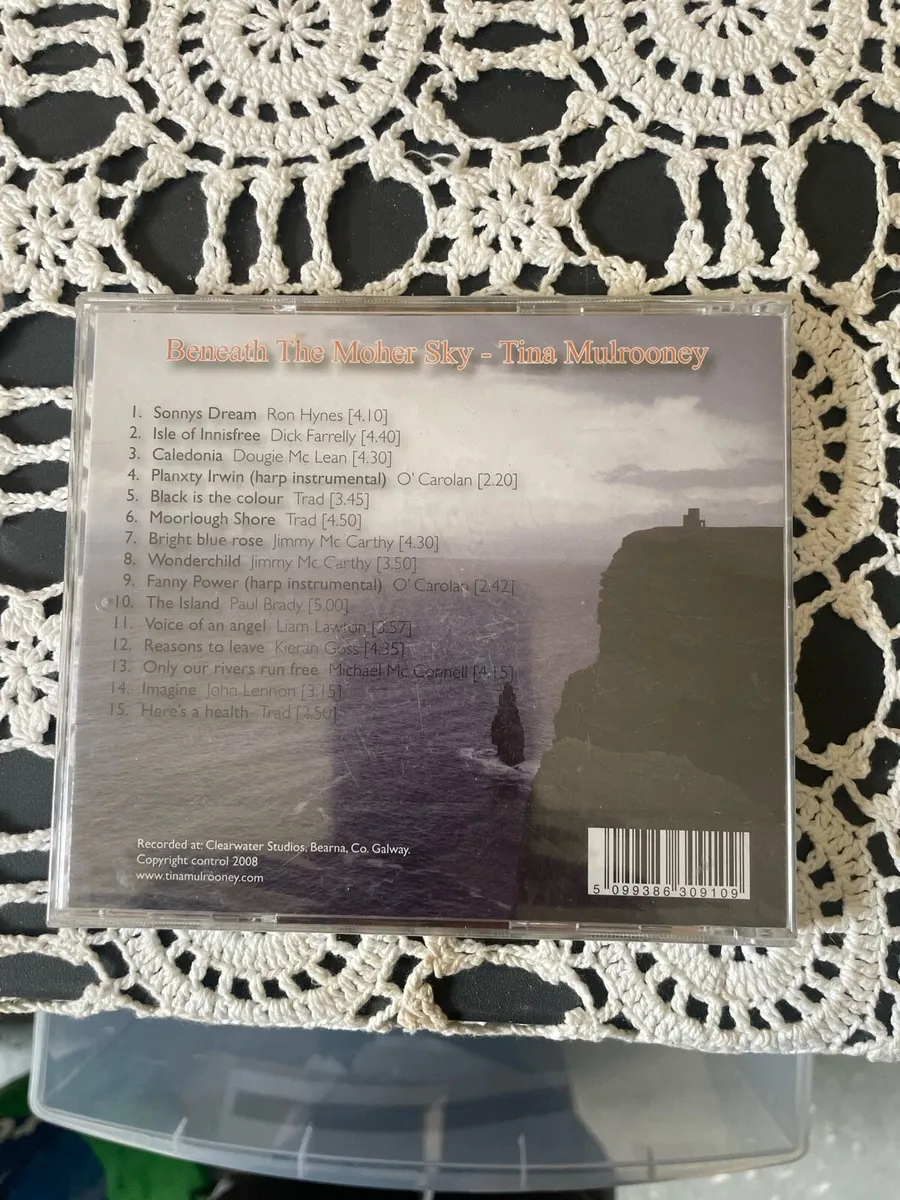 Beneath The Moher Sky - Tina Mulrooney
1. Sonnys Dream Ron Hynes [4.10]
2. Isle of Innisfree Dick Farrelly [4.40]
3. Caledonia Dougie Mc Lean [4.30]
4. Planxty Irwin (harp instrumental) O' Carolan [2.20]
5. Black is the colour Trad [3.45]
6. Moorlough Shore Trad [4.50]
7. Bright blue rose Jimmy Mc Carthy [4.30]
8. Wonderchild Jimmy Mc Carthy [3.50]
9. Fanny Power (harp instrumental) O' Carolan [2.42]
10. The Island Paul Brady [5.00]
11. Voice of an angel Liam Lawton [3.57]
12. Reasons to leave Kieran Goss [4.35]
13. Only our rivers run free Michael Mc Connell [4.15]
14. Imagine John Lennon [3.15]
15. Here's a health Trad
Recorded at: Clearwater Studios, Bearna, Co. Galway.
Copyright control 2008
www.tinamulrooney.com
5 099386 309109